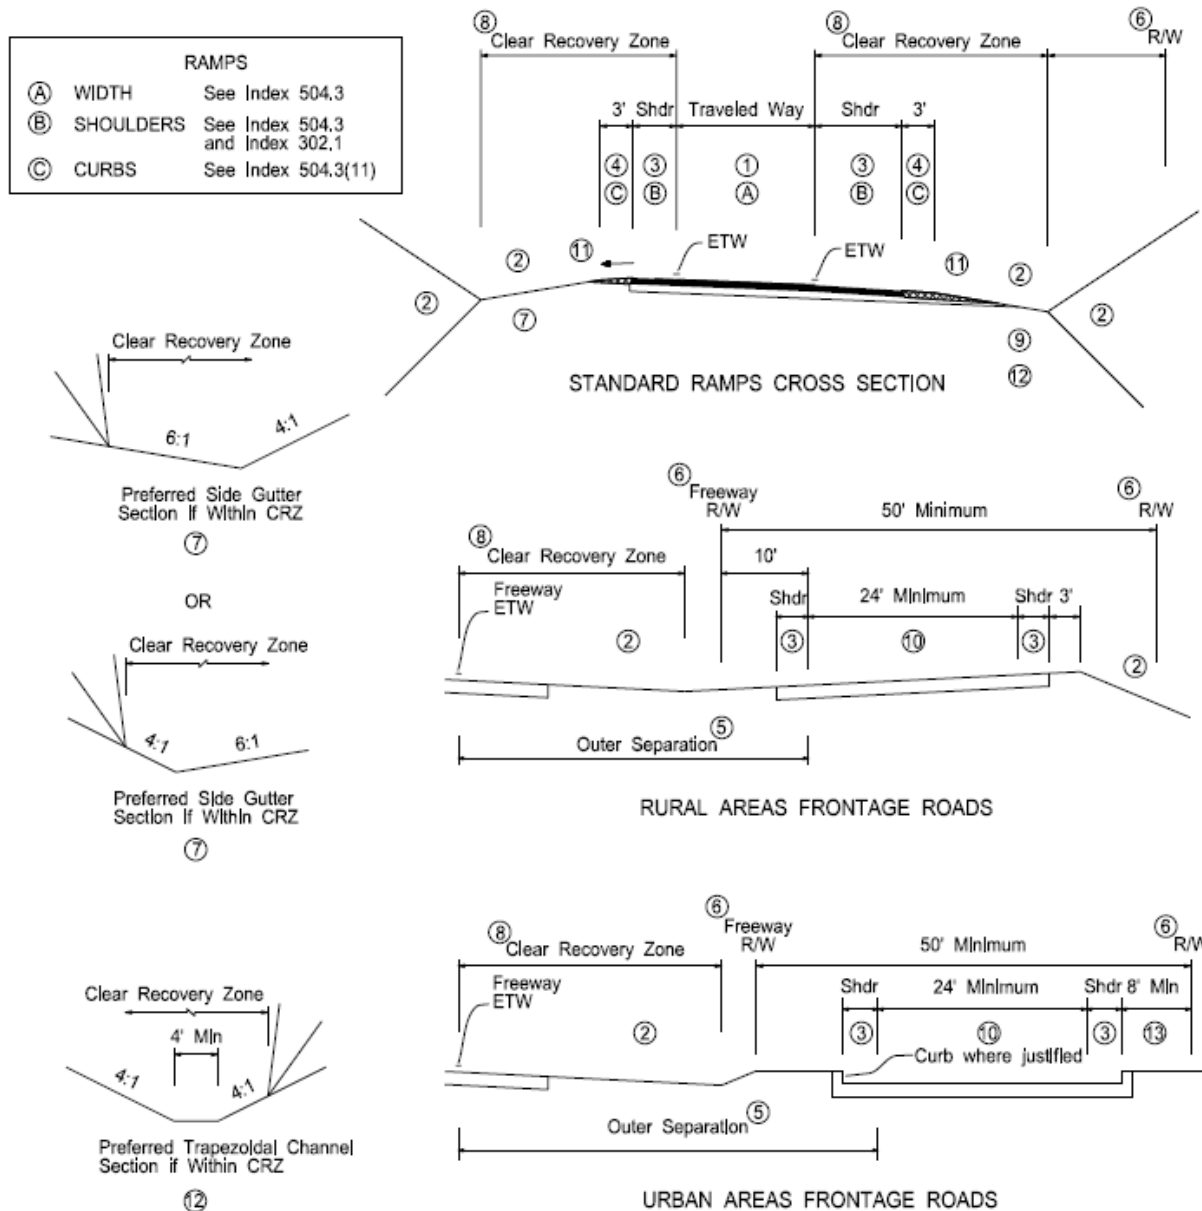 RAMPS
Ⓐ WIDTH See Index 504.3
Ⓑ SHOULDERS See Index 504.3
and Index 302.1
Ⓒ CURBS See Index 504.3(11)
⑧ Clear Recovery Zone
⑧ Clear Recovery Zone
⑥ R/W
3' Shdr Traveled Way Shdr 3'
④ ③ ① ③ ④
Ⓒ Ⓑ Ⓐ Ⓑ Ⓒ
ETW
ETW
② ⑪ ⑪ ②
② ⑦ ②
⑨
⑫
STANDARD RAMPS CROSS SECTION
Clear Recovery Zone
6:1
4:1
Preferred Side Gutter
Section if Within CRZ
⑦
OR
Clear Recovery Zone
4:1
6:1
Preferred Side Gutter
Section if Within CRZ
⑦
Clear Recovery Zone
4' Min
4:1
4:1
Preferred Trapezoidal Channel
Section if Within CRZ
⑫
⑥
Freeway
R/W
50' Minimum
⑥
R/W
⑧
Clear Recovery Zone
10'
Freeway
ETW
Shdr 24' Minimum Shdr 3'
② ③ ⑩ ③ ②
Outer Separation ⑤
RURAL AREAS FRONTAGE ROADS
⑥
Freeway
R/W
50' Minimum
⑥
R/W
⑧
Clear Recovery Zone
Freeway
ETW
Shdr 24' Minimum Shdr 8' Min
② ③ ⑩ ③ ⑬
Curb where justified
Outer Separation ⑤
URBAN AREAS FRONTAGE ROADS